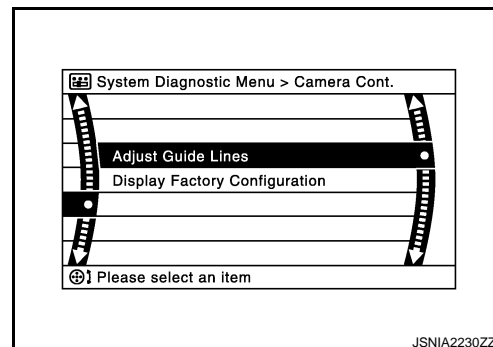 System Diagnostic Menu > Camera Cont.
Adjust Guide Lines
Display Factory Configuration
Please select an item
JSNIA2230ZZ